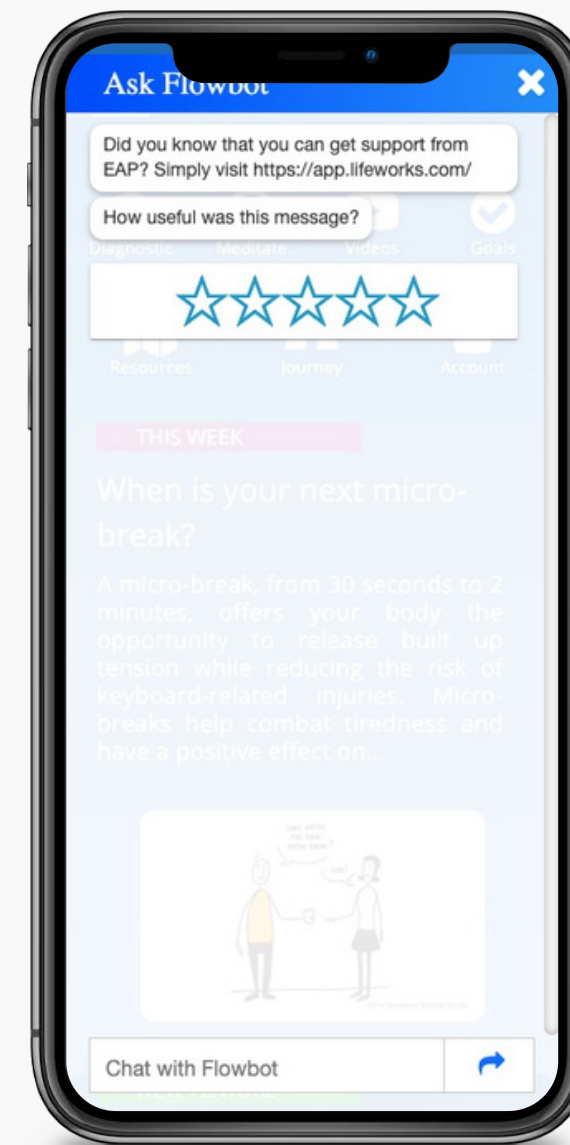 Ask Flowbot
Did you know that you can get support from
EAP? Simply visit https://app.lifeworks.com/
How useful was this message?
Diagnostic Meditate Videos Goals
Resources Journey Account
THIS WEEK
When is your next micro-
break?
A micro-break, from 30 seconds to 2
minutes, offers your body the
opportunity to release built up
tension while reducing the risk of
keyboard-related injuries. Micro-
breaks help combat tiredness and
have a positive effect on...
Chat with Flowbot